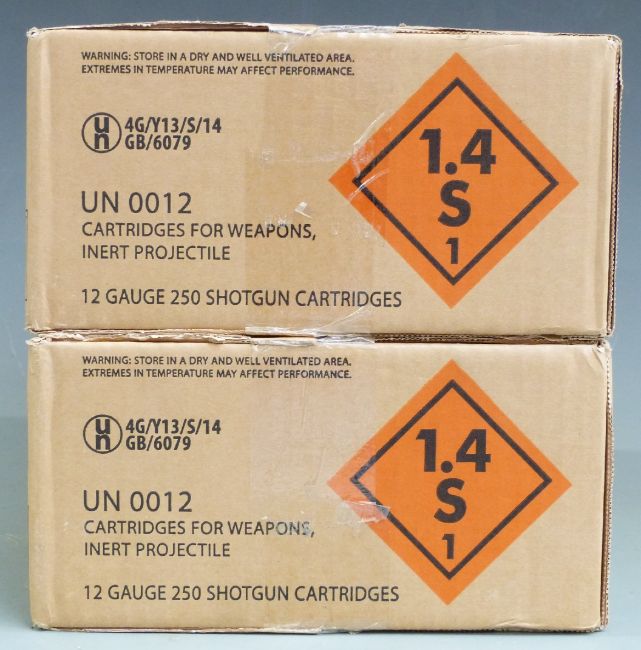 WARNING: STORE IN A DRY AND WELL VENTILATED AREA.
EXTREMES IN TEMPERATURE MAY AFFECT PERFORMANCE.
un 4G/Y13/S/14
GB/6079
UN 0012
CARTRIDGES FOR WEAPONS,
INERT PROJECTILE
12 GAUGE 250 SHOTGUN CARTRIDGES
1.4
S
1
WARNING: STORE IN A DRY AND WELL VENTILATED AREA.
EXTREMES IN TEMPERATURE MAY AFFECT PERFORMANCE.
un 4G/Y13/S/14
GB/6079
UN 0012
CARTRIDGES FOR WEAPONS,
INERT PROJECTILE
12 GAUGE 250 SHOTGUN CARTRIDGES
1.4
S
1